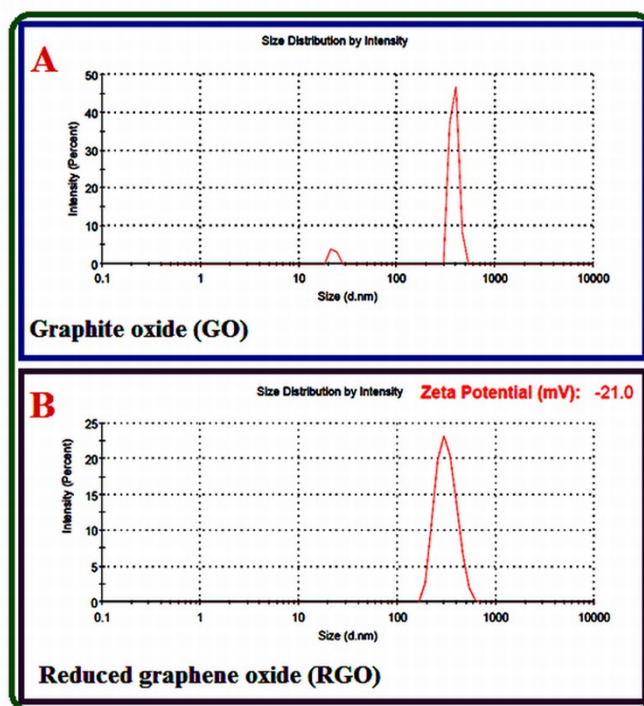 A
Size Distribution by Intensity
Intensity (Percent)
50
40
30
20
10
0
0.1 1 10 100 1000 10000
Size (d.nm)
Graphite oxide (GO)
B
Size Distribution by Intensity Zeta Potential (mV): -21.0
Intensity (Percent)
25
20
15
10
5
0
0.1 1 10 100 1000 10000
Size (d.nm)
Reduced graphene oxide (RGO)